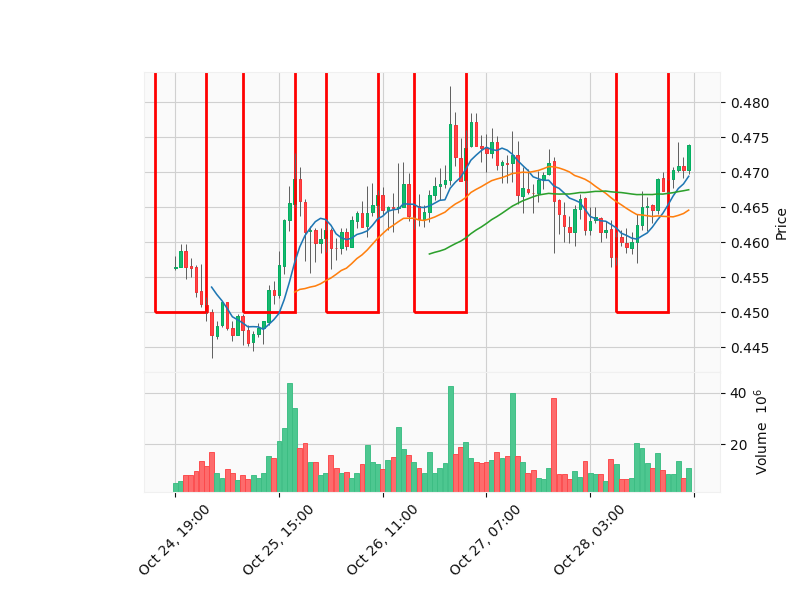 0.480
0.475
0.470
0.465
0.460
0.455
0.450
0.445
Price
40
20
Volume 10⁶
Oct 24, 19:00
Oct 25, 15:00
Oct 26, 11:00
Oct 27, 07:00
Oct 28, 03:00